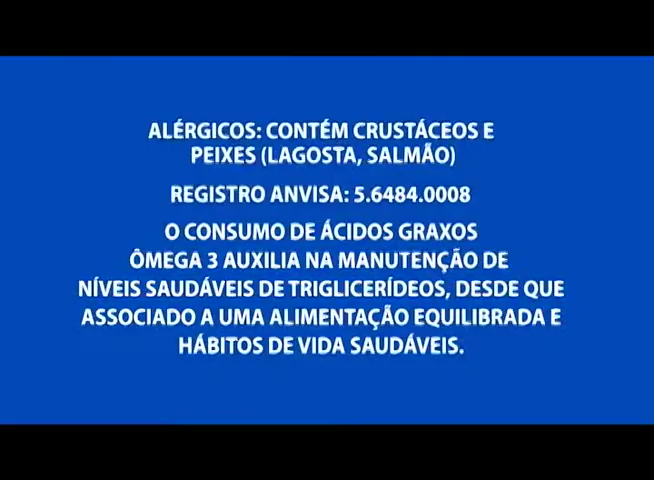 ALÉRGICOS: CONTÉM CRUSTÁCEOS E
PEIXES (LAGOSTA, SALMÃO)
REGISTRO ANVISA: 5.6484.0008
O CONSUMO DE ÁCIDOS GRAXOS
ÔMEGA 3 AUXILIA NA MANUTENÇÃO DE
NÍVEIS SAUDÁVEIS DE TRIGLICERÍDEOS, DESDE QUE
ASSOCIADO A UMA ALIMENTAÇÃO EQUILIBRADA E
HÁBITOS DE VIDA SAUDÁVEIS.